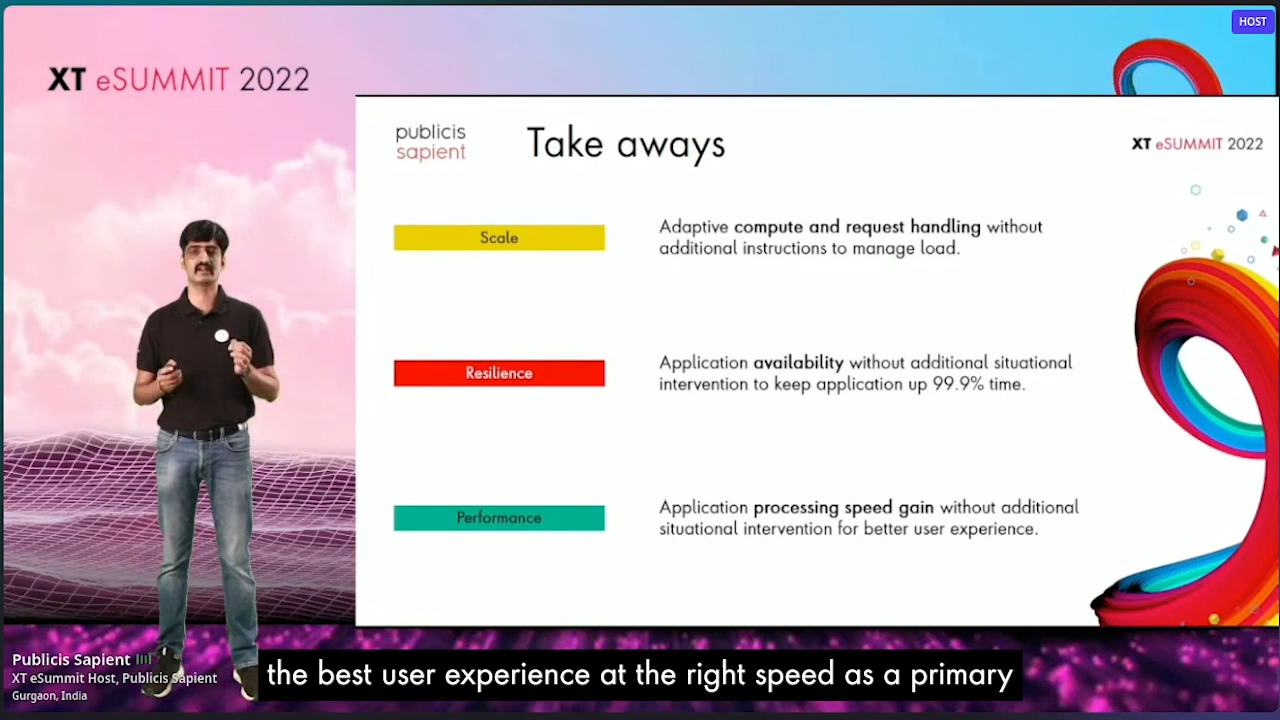 HOST
XT eSUMMIT 2022
publicis
sapient
Take aways
XT eSUMMIT 2022
Scale
Adaptive compute and request handling without
additional instructions to manage load.
Resilience
Application availability without additional situational
intervention to keep application up 99.9% time.
Performance
Application processing speed gain without additional
situational intervention for better user experience.
Publicis Sapient
XT eSummit Host, Publicis Sapient
Gurgaon, India
the best user experience at the right speed as a primary